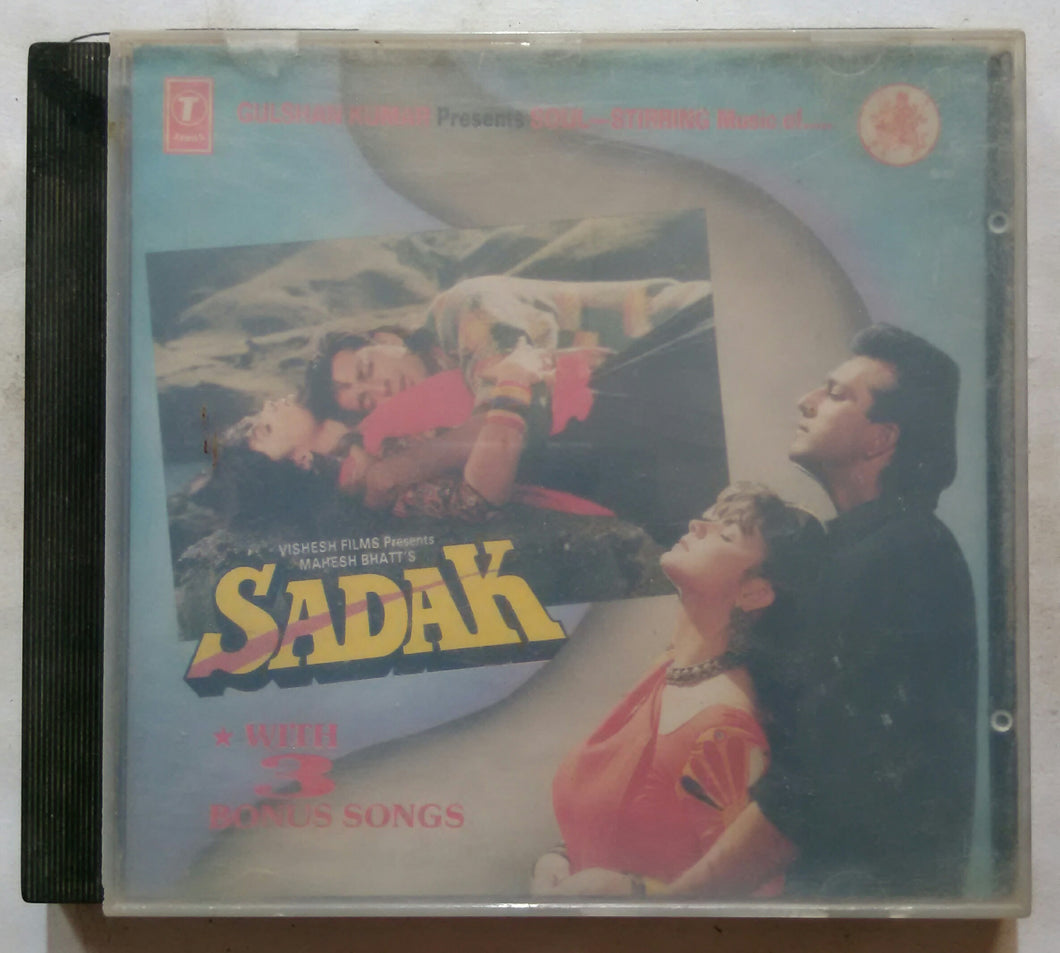 T
GULSHAN KUMAR Presents SOUL-STIRRING Music of....
VISHESH FILMS Presents
MAHESH BHATT'S
SADAK
★ WITH
3
BONUS SONGS